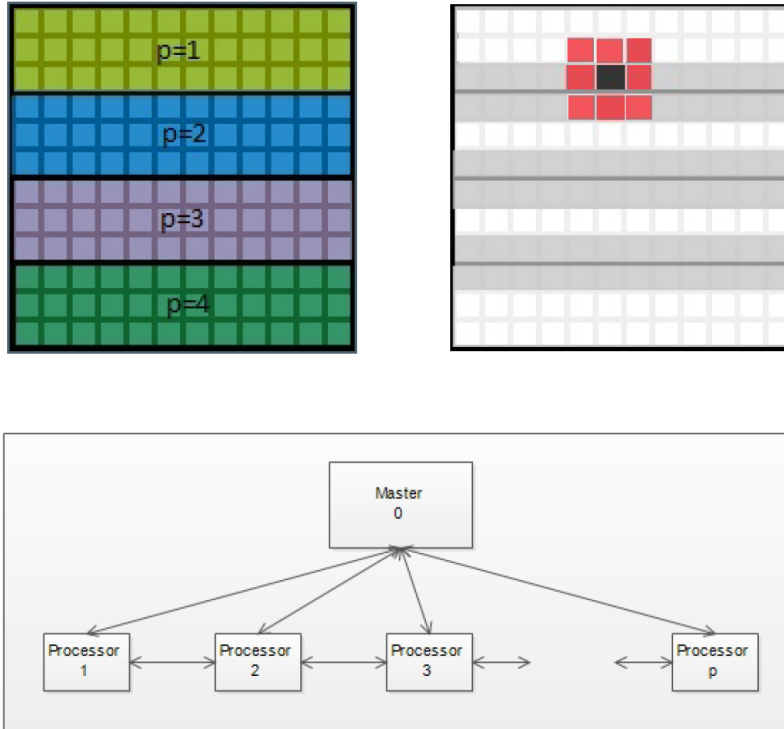 p=1
p=2
p=3
p=4
Master
0
Processor
1
Processor
2
Processor
3
Processor
p